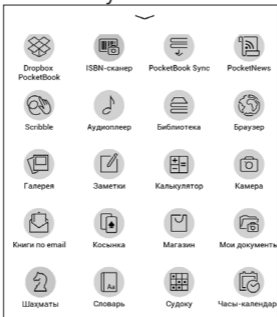 Dropbox PocketBook
ISBN-сканер
PocketBook Sync
PocketNews
Scribble
Аудиоплеер
Библиотека
Браузер
Галерея
Заметки
Калькулятор
Камера
Книги по email
Косынка
Магазин
Мои документы
Шахматы
Aa
Словарь
Судоку
Часы-календарь